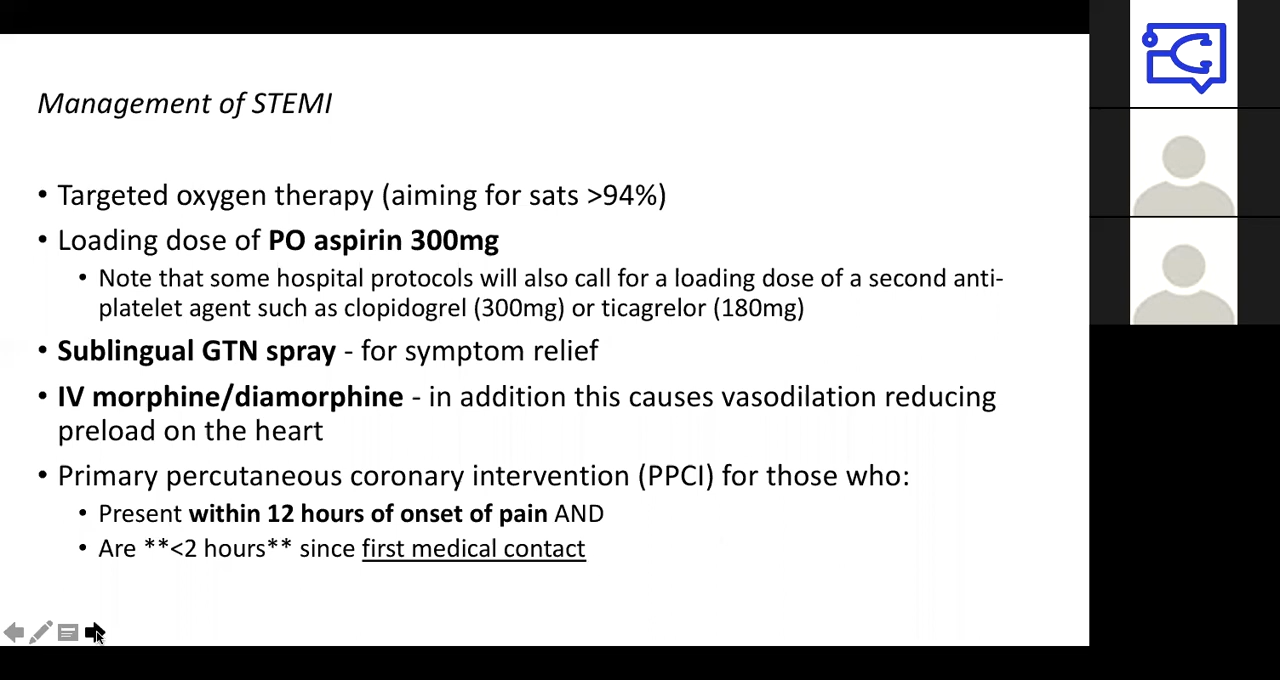 Management of STEMI
• Targeted oxygen therapy (aiming for sats >94%)
• Loading dose of PO aspirin 300mg
• Note that some hospital protocols will also call for a loading dose of a second anti-
platelet agent such as clopidogrel (300mg) or ticagrelor (180mg)
• Sublingual GTN spray - for symptom relief
• IV morphine/diamorphine - in addition this causes vasodilation reducing
preload on the heart
• Primary percutaneous coronary intervention (PPCI) for those who:
• Present within 12 hours of onset of pain AND
• Are **<2 hours** since first medical contact